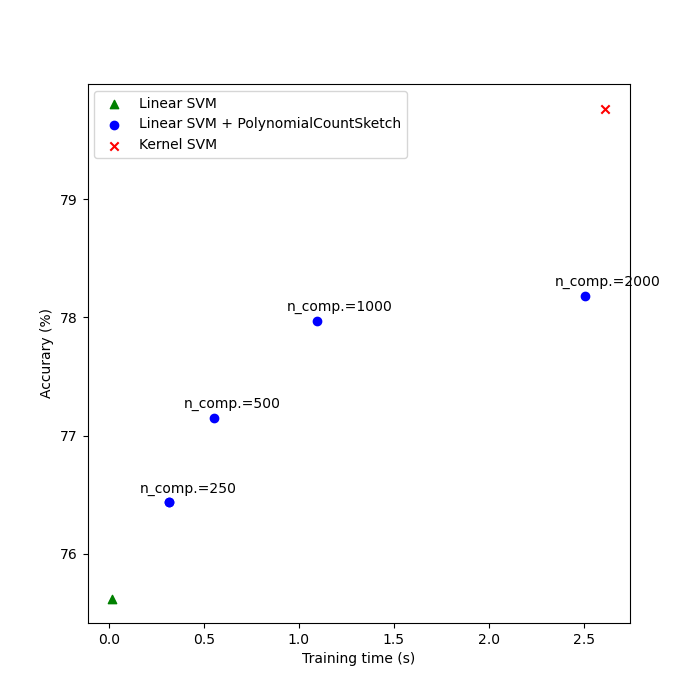 Linear SVM
Linear SVM + PolynomialCountSketch
Kernel SVM
79
n_comp.=2000
78
n_comp.=1000
Accurary (%)
n_comp.=500
77
n_comp.=250
76
0.0 0.5 1.0 1.5 2.0 2.5
Training time (s)